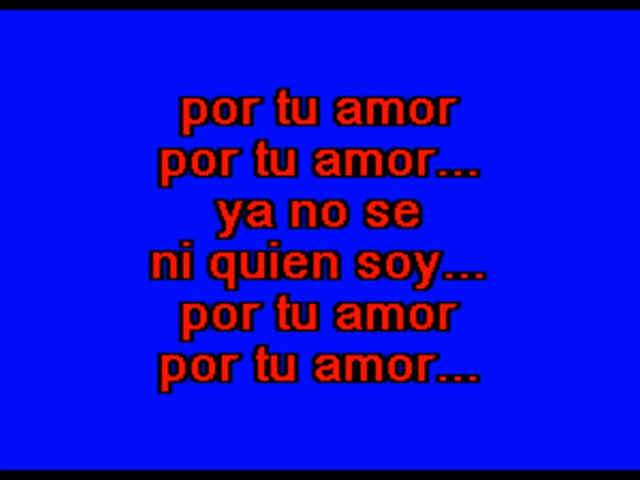 por tu amor
por tu amor...
ya no se
ni quien soy...
por tu amor
por tu amor...